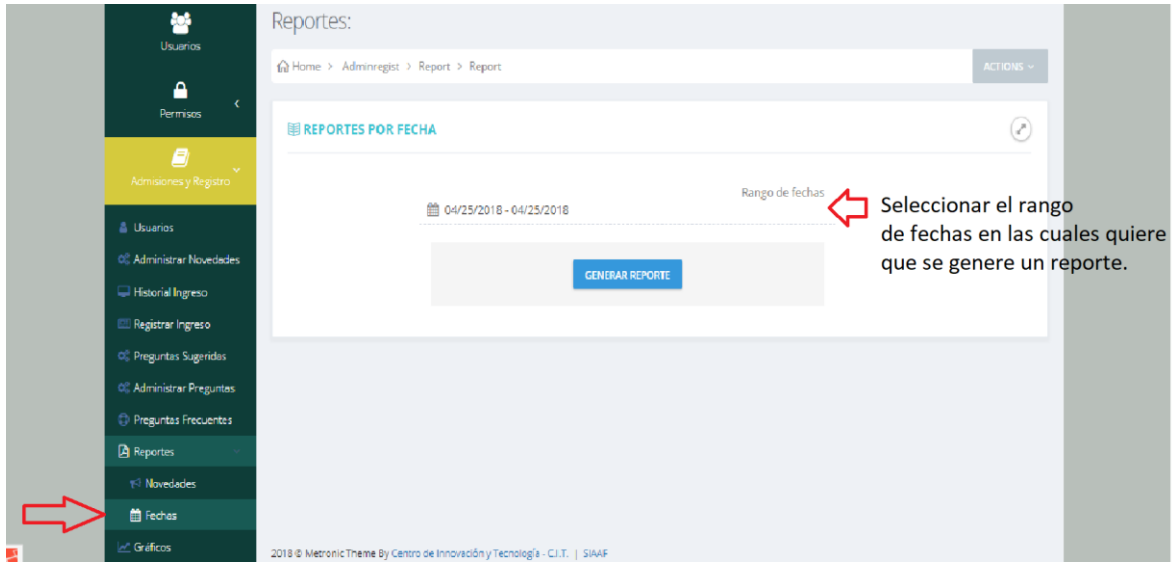 Usuarios
Permisos
Admisiones y Registro
Usuarios
Administrar Novedades
Historial Ingreso
Registrar Ingreso
Preguntas Sugeridas
Administrar Preguntas
Preguntas Frecuentes
Reportes
Novedades
Fechas
Gráficos
Reportes:
Home > Adminregist > Report > Report
ACTIONS
REPORTES POR FECHA
Rango de fechas
04/25/2018 - 04/25/2018
GENERAR REPORTE
Seleccionar el rango
de fechas en las cuales quiere
que se genere un reporte.
2018 © Metronic Theme By Centro de Innovación y Tecnología - C.I.T. | SIAAF